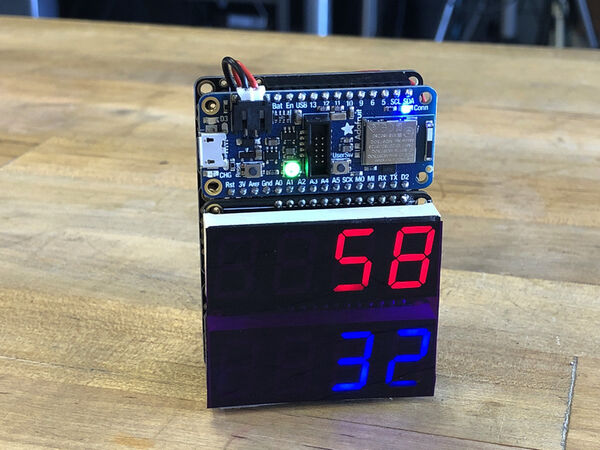 Bat En USB 13 12 11 10 9 6 5 SCL SDA
Conn
Adafruit
UserSw
CHG
Rst 3V Aref Gnd A0 A1 A2 A3 A4 A5 SCK MO MI RX TX D2
58
32